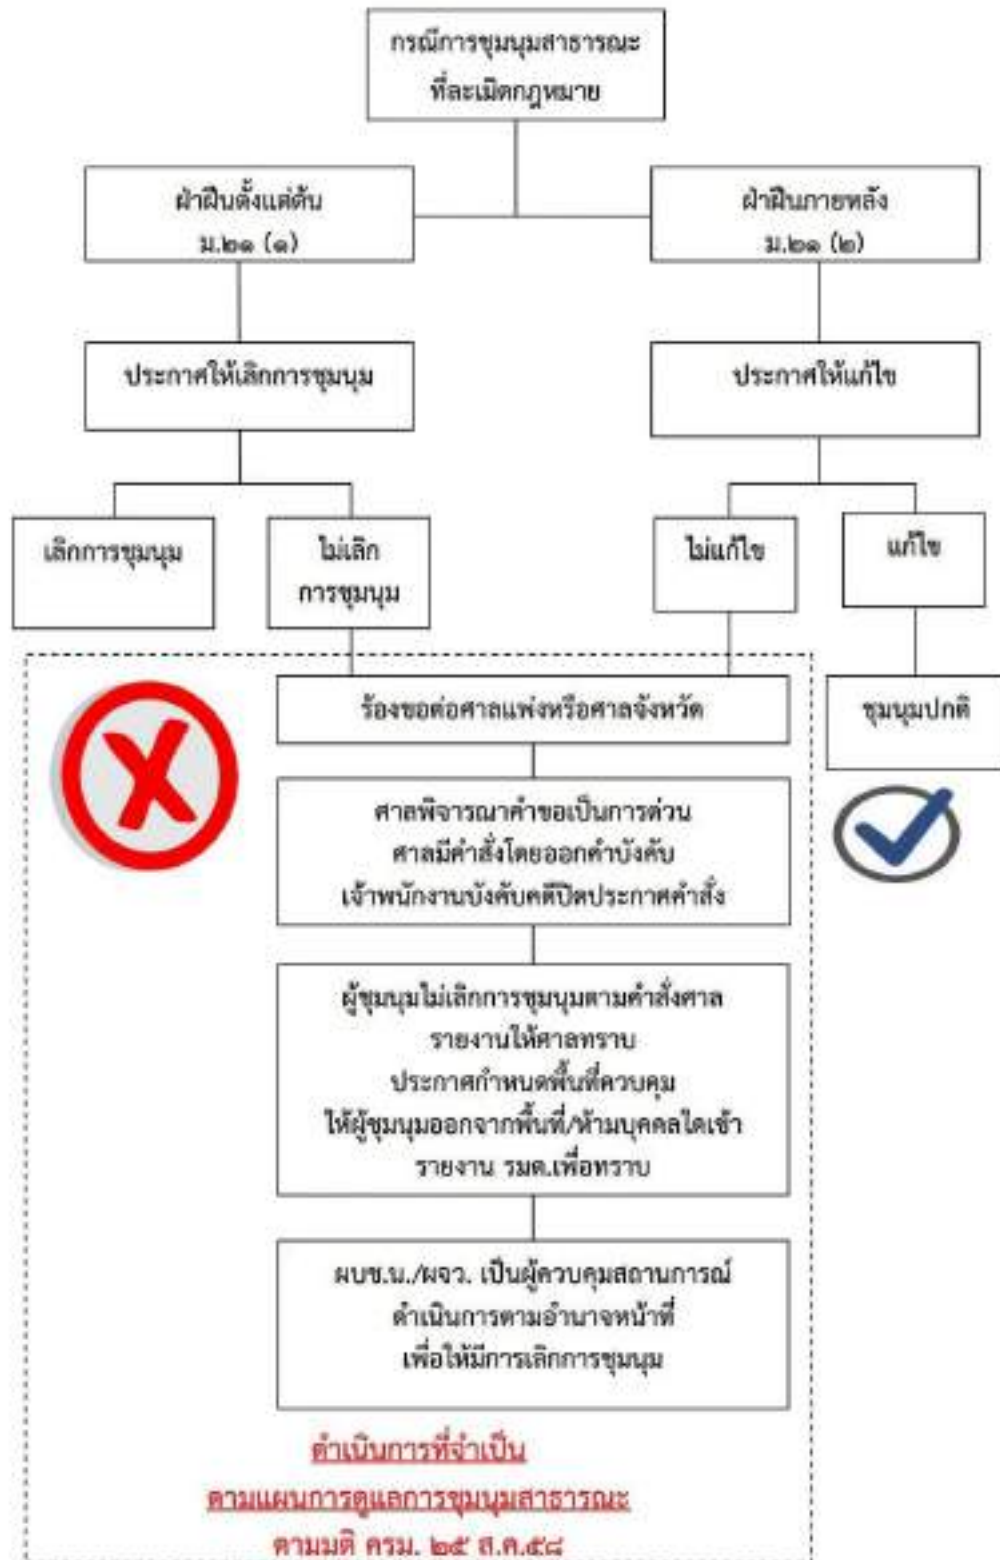 กรณีการชุมนุมสาธารณะ
ที่ละเมิดกฎหมาย
ฝ่าฝืนตั้งแต่ต้น
ม.๒๑ (๑)
ฝ่าฝืนภายหลัง
ม.๒๑ (๒)
ประกาศให้เลิกการชุมนุม
ประกาศให้แก้ไข
เลิกการชุมนุม
ไม่เลิก
การชุมนุม
ไม่แก้ไข
แก้ไข
ร้องขอต่อศาลแพ่งหรือศาลจังหวัด
ชุมนุมปกติ
ศาลพิจารณาคำขอเป็นการด่วน
ศาลมีคำสั่งโดยออกคำบังคับ
เจ้าพนักงานบังคับคดีปิดประกาศคำสั่ง
ผู้ชุมนุมไม่เลิกการชุมนุมตามคำสั่งศาล
รายงานให้ศาลทราบ
ประกาศกำหนดพื้นที่ควบคุม
ให้ผู้ชุมนุมออกจากพื้นที่/ห้ามบุคคลใดเข้า
รายงาน รมต.เพื่อทราบ
ผบช.น./ผจว. เป็นผู้ควบคุมสถานการณ์
ดำเนินการตามอำนาจหน้าที่
เพื่อให้มีการเลิกการชุมนุม
ดำเนินการที่จำเป็น
ตามแผนการดูแลการชุมนุมสาธารณะ
ตามมติ ครม. ๒๕ ส.ค.๕๘